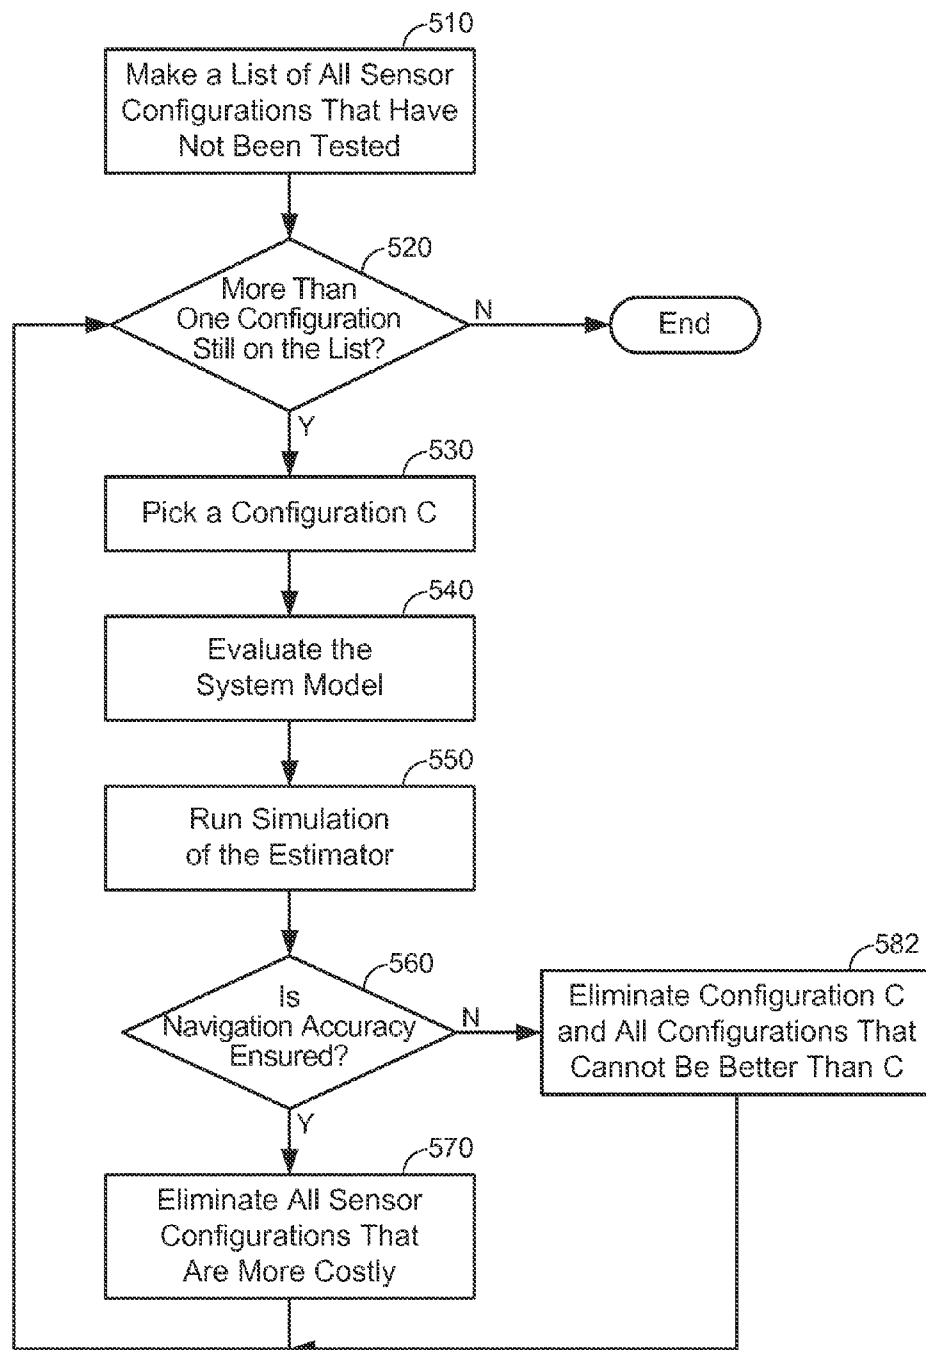 510
Make a List of All Sensor
Configurations That Have
Not Been Tested
520
More Than
One Configuration
Still on the List?
N
End
Y
530
Pick a Configuration C
540
Evaluate the
System Model
550
Run Simulation
of the Estimator
560
Is
Navigation Accuracy
Ensured?
N
582
Eliminate Configuration C
and All Configurations That
Cannot Be Better Than C
Y
570
Eliminate All Sensor
Configurations That
Are More Costly